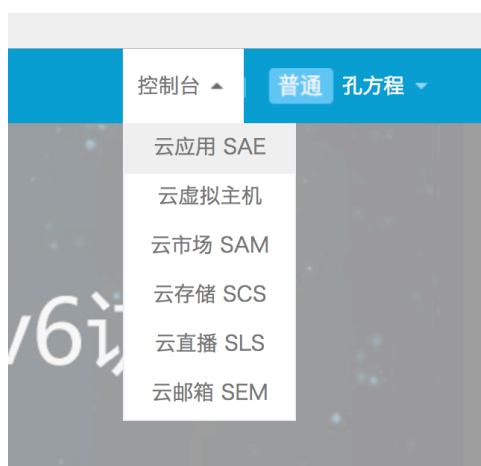 控制台 普通 孔方程
云应用 SAE
云虚拟主机
云市场 SAM
云存储 SCS
v6
云直播 SLS
云邮箱 SEM